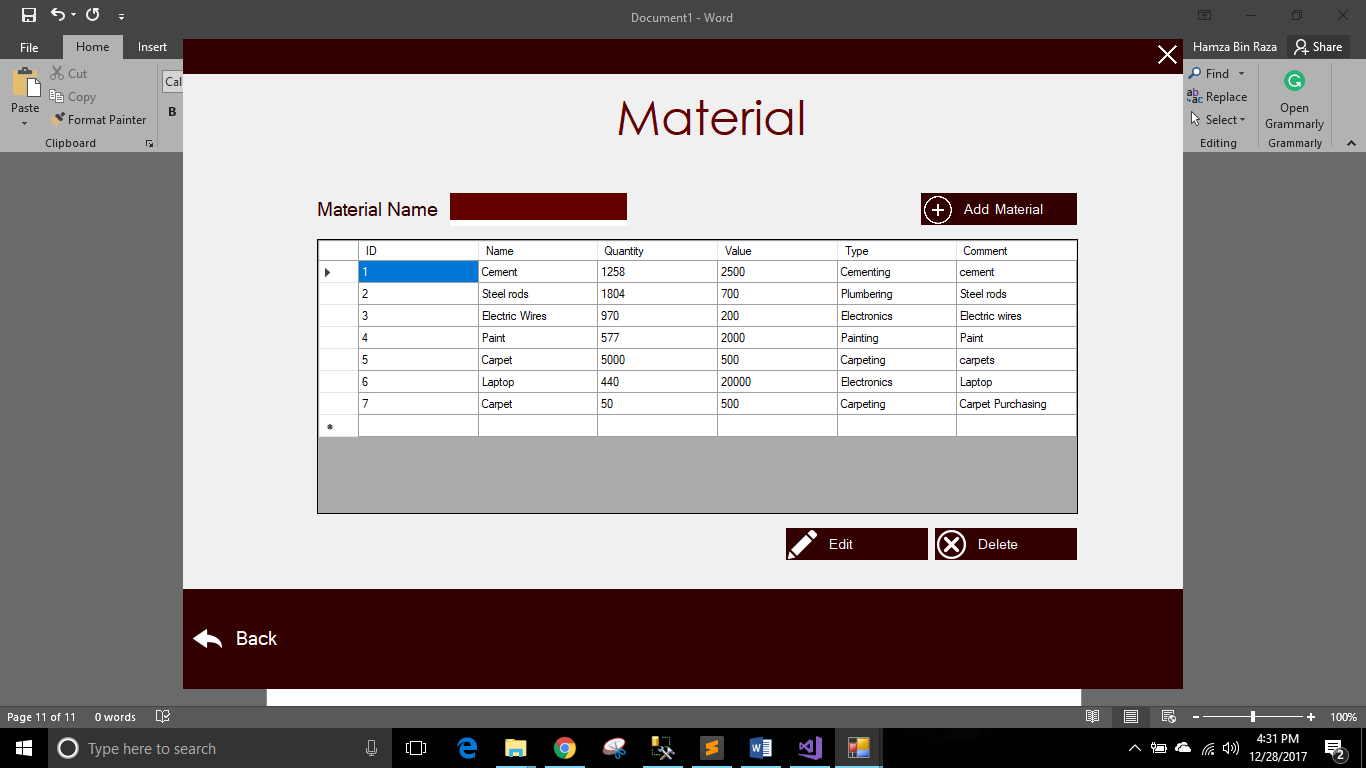 Document1 - Word
File Home Insert Hamza Bin Raza Share
Cut
Copy
Paste
Format Painter
Clipboard
Cal
B
Find
Replace
Select
Editing
Open
Grammarly
Grammarly
Material
Material Name Add Material
ID Name Quantity Value Type Comment
1 Cement 1258 2500 Cementing cement
2 Steel rods 1804 700 Plumbering Steel rods
3 Electric Wires 970 200 Electronics Electric wires
4 Paint 577 2000 Painting Paint
5 Carpet 5000 500 Carpeting carpets
6 Laptop 440 20000 Electronics Laptop
7 Carpet 50 500 Carpeting Carpet Purchasing
Edit Delete
Back
Page 11 of 11 0 words 100%
Type here to search
4:31 PM
12/28/2017
2